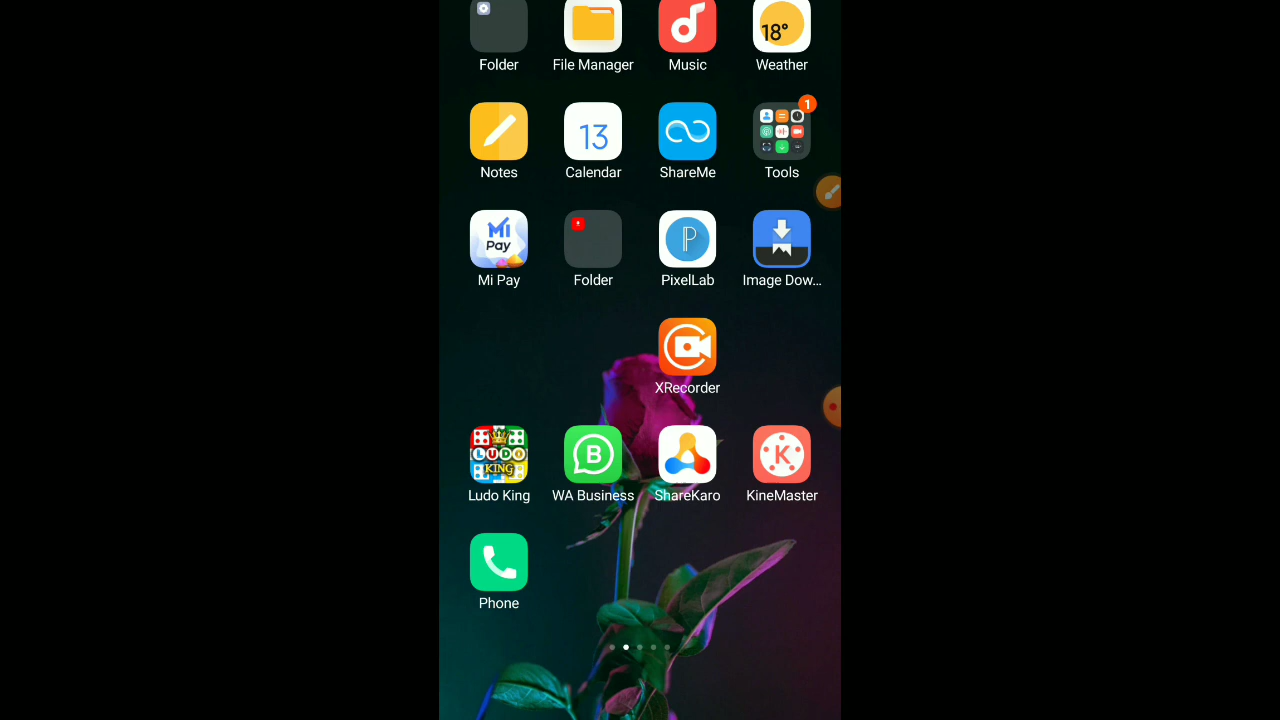 18°
Folder
File Manager
Music
Weather
13
1
Notes
Calendar
ShareMe
Tools
Mi
Pay
P
Mi Pay
Folder
PixelLab
Image Dow...
XRecorder
LUDO
KING
B
K
Ludo King
WA Business
ShareKaro
KineMaster
Phone